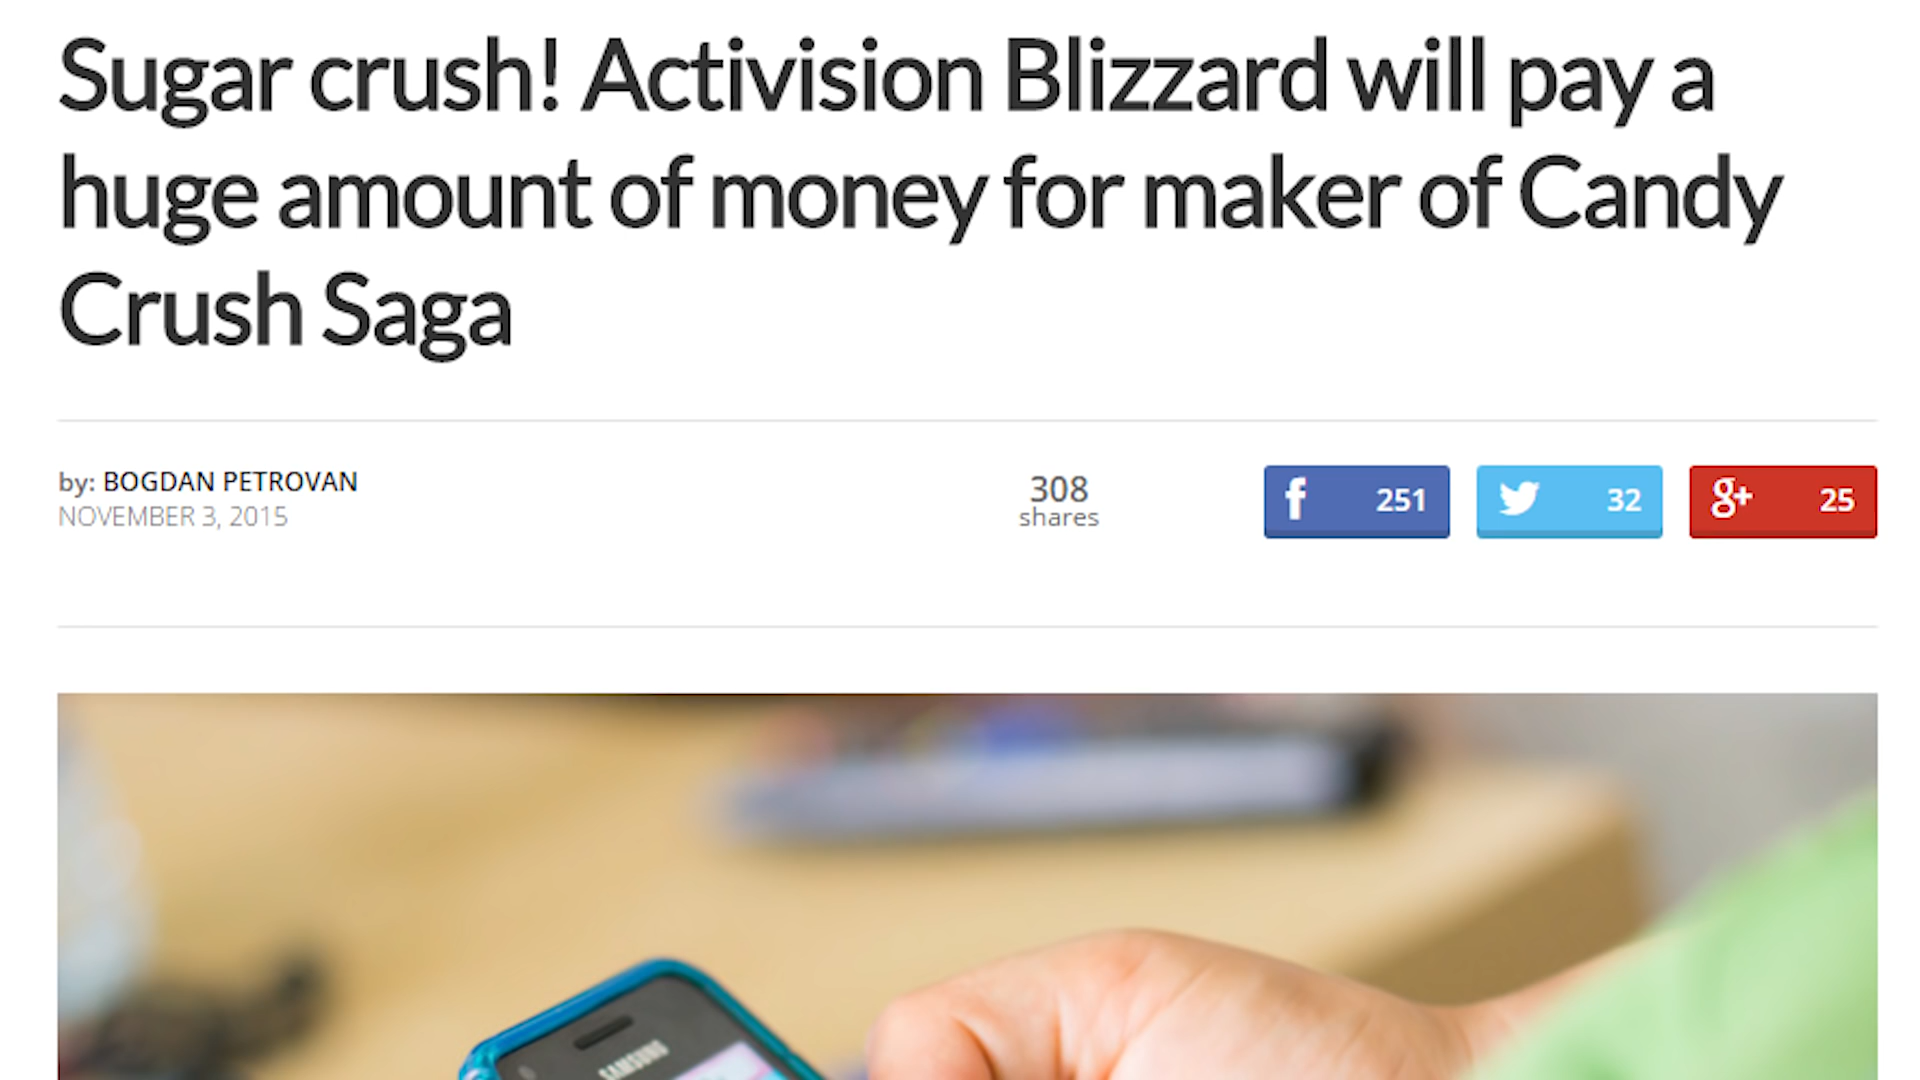 Sugar crush! Activision Blizzard will pay a
huge amount of money for maker of Candy
Crush Saga
by: BOGDAN PETROVAN
NOVEMBER 3, 2015
308
shares
f 251
32
g+ 25
SAMSUNG